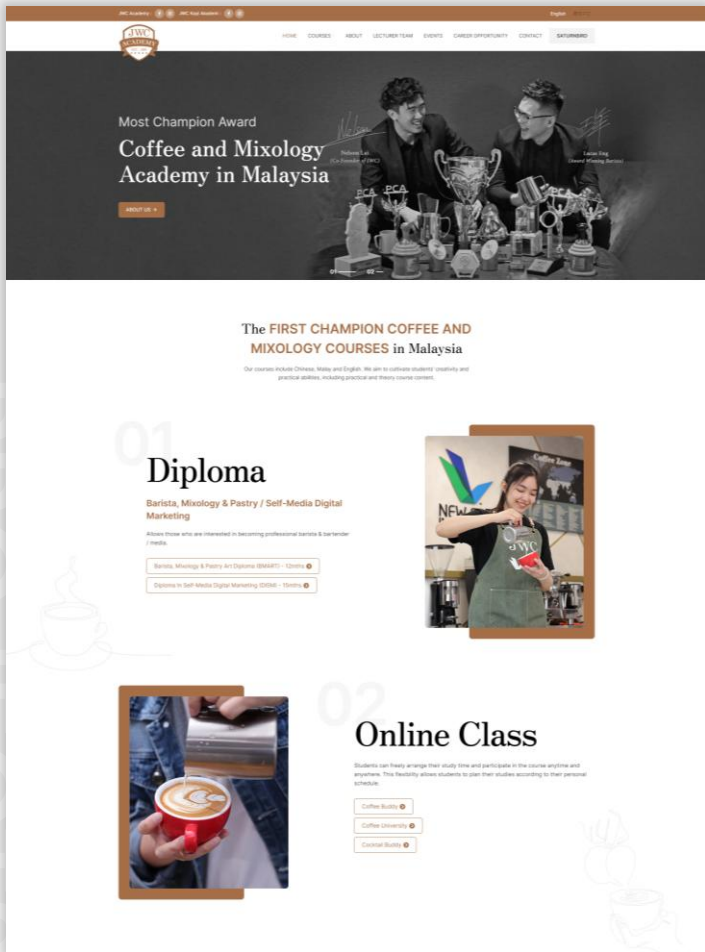 JWC Academy :
JWC Kopi Akademi :
English
JWC
ACADEMY
HOME COURSES ABOUT LECTURER TEAM EVENTS CAREER OPPORTUNITY CONTACT SATURNBIRD
Most Champion Award
Coffee and Mixology
Academy in Malaysia
ABOUT US
Nelson Lai
(Co-Founder of JWC)
Lucas Eng
(Award Winning Barista)
PCA PCA
PCA
01
02
The FIRST CHAMPION COFFEE AND
MIXOLOGY COURSES in Malaysia
Our courses include Chinese, Malay and English. We aim to cultivate students' creativity and
practical abilities, including practical and theory course content.
01
Diploma
Barista, Mixology & Pastry / Self-Media Digital
Marketing
Allows those who are interested in becoming professional barista & bartender
/ media.
Barista, Mixology & Pastry Art Diploma (BMART) - 12mths
Diploma in Self-Media Digital Marketing (DISM) - 15mths
Coffee Zone
NEW
JWC
02
Online Class
Students can freely arrange their study time and participate in the course anytime and
anywhere. This flexibility allows students to plan their studies according to their personal
schedule.
Coffee Buddy
Coffee University
Cocktail Buddy